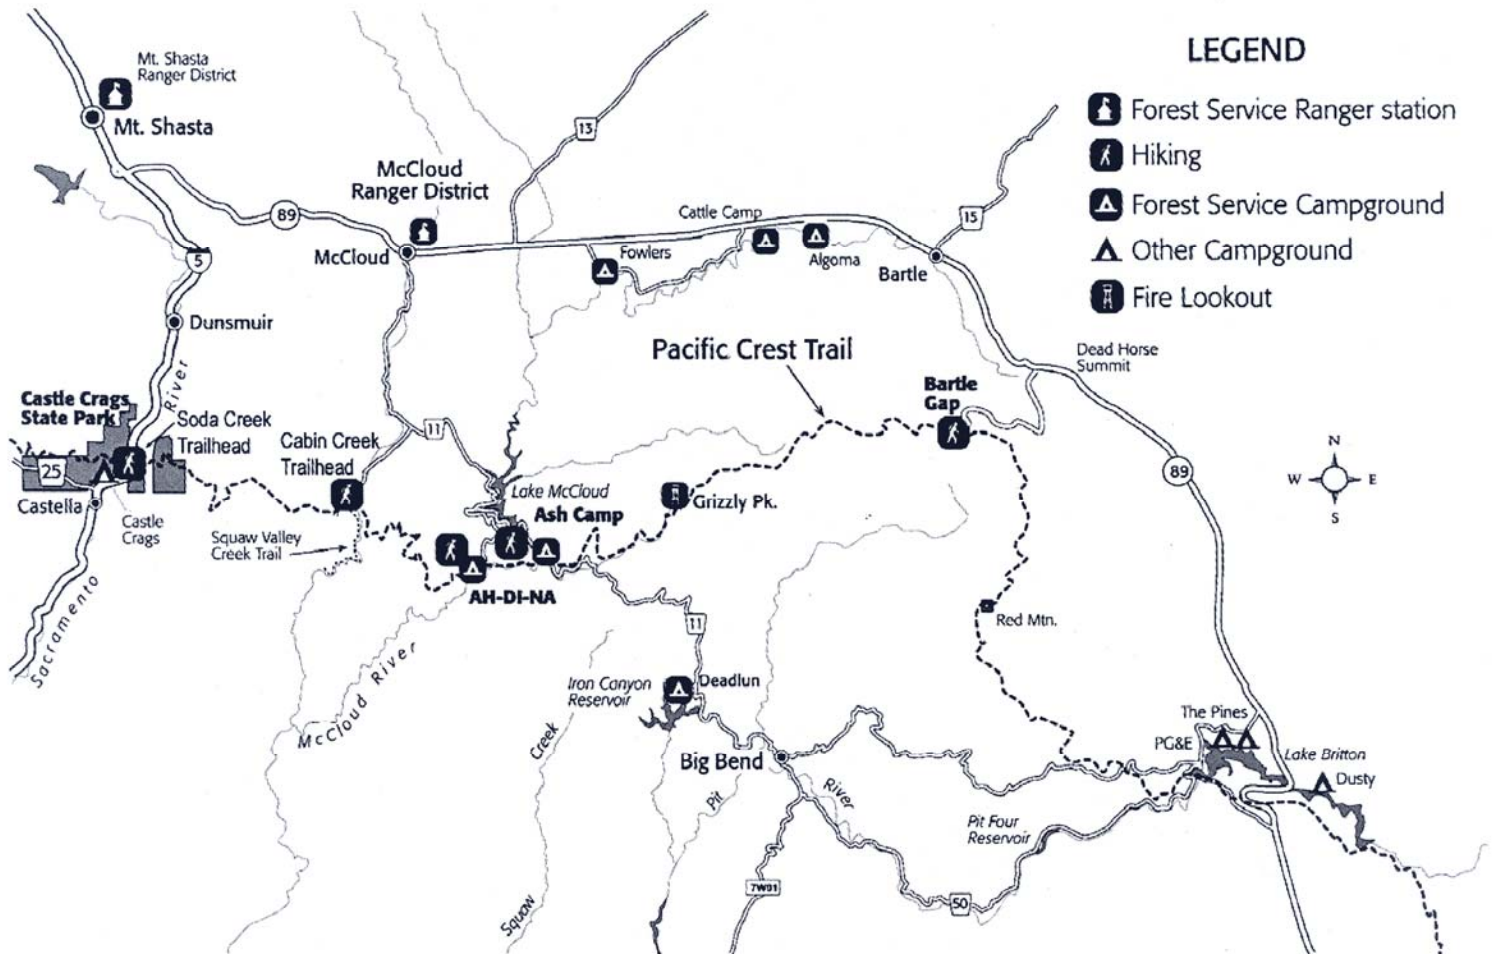 LEGEND
Forest Service Ranger station
Hiking
Forest Service Campground
Other Campground
Fire Lookout
Mt. Shasta
Ranger District
Mt. Shasta
13
McCloud
Ranger District
89
McCloud
Cattle Camp
15
Fowlers
Algoma
Bartle
5
Dunsmuir
Pacific Crest Trail
Dead Horse
Summit
Bartle
Gap
River
Castle Crags
State Park
Soda Creek
Trailhead
Cabin Creek
Trailhead
11
N
W
E
S
25
89
Castella
Castle
Crags
Lake McCloud
Grizzly Pk.
Ash Camp
Squaw Valley
Creek Trail
AH-DI-NA
Sacramento
McCloud River
11
Red Mtn.
Iron Canyon
Reservoir
Deadlun
The Pines
PG&E
Lake Britton
Dusty
Creek
Big Bend
Pit
River
Pit Four
Reservoir
7W01
50
Squaw